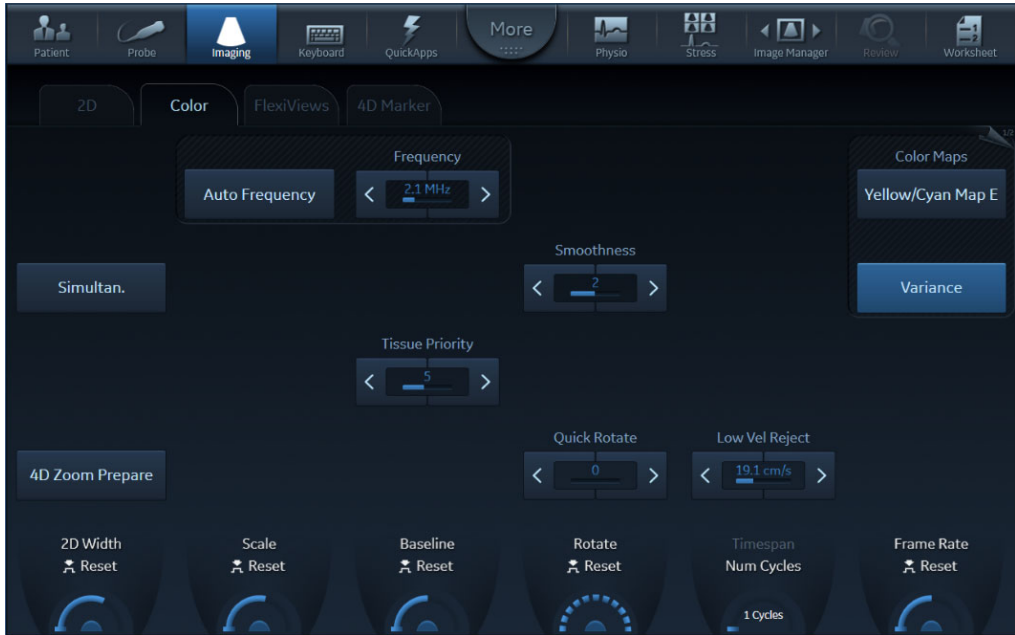 Patient Probe Imaging Keyboard QuickApps More Physio Stress Image Manager Review Worksheet
2D Color FlexiViews 4D Marker
1/2
Frequency Color Maps
Auto Frequency 2.1 MHz Yellow/Cyan Map E
Smoothness
Simultan. 2 Variance
Tissue Priority
5
Quick Rotate Low Vel Reject
4D Zoom Prepare 0 19.1 cm/s
2D Width Scale Baseline Rotate Timespan Frame Rate
Reset Reset Reset Reset Num Cycles Reset
1 Cycles